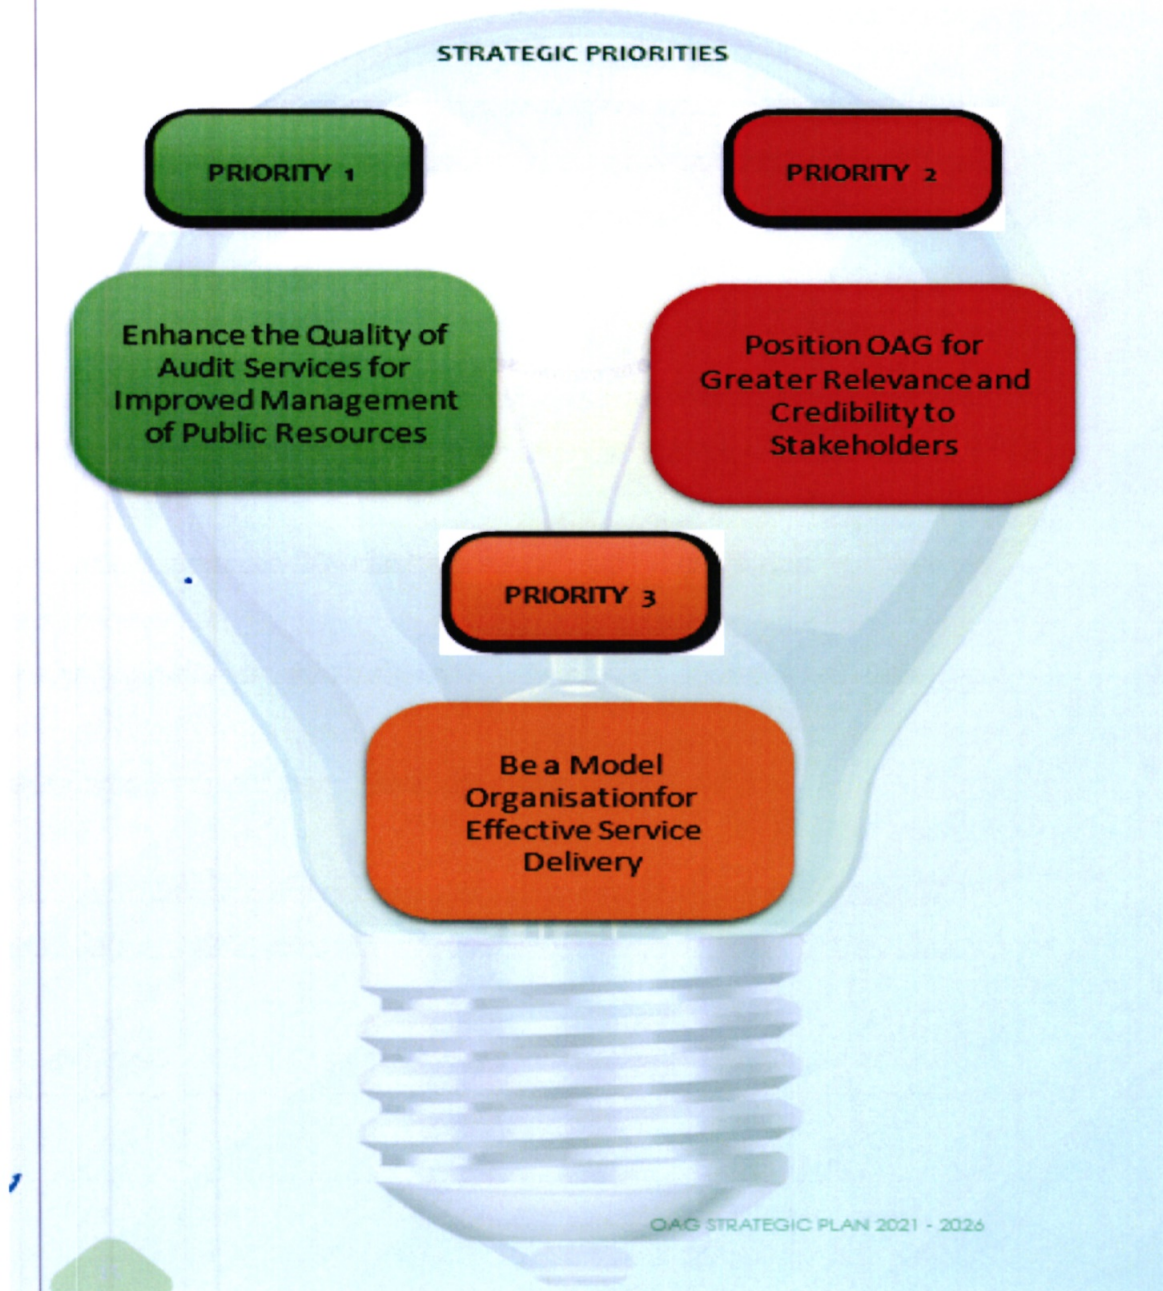 STRATEGIC PRIORITIES
PRIORITY 1
PRIORITY 2
Enhance the Quality of
Audit Services for
Improved Management
of Public Resources
Position OAG for
Greater Relevance and
Credibility to
Stakeholders
PRIORITY 3
Be a Model
Organisationfor
Effective Service
Delivery
OAG STRATEGIC PLAN 2021 - 2026